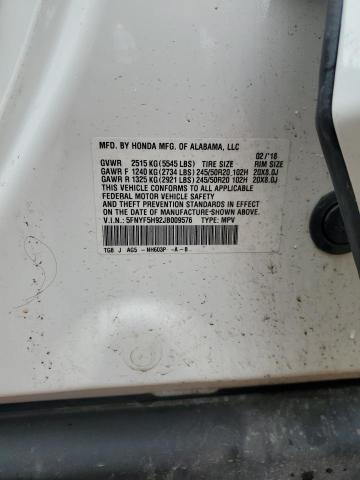 MFD. BY HONDA MFG. OF ALABAMA, LLC
02/'18
GVWR 2515 KG (5545 LBS) TIRE SIZE RIM SIZE
GAWR F 1240 KG (2734 LBS) 245/50R20 102H 20X8.0J
GAWR R 1325 KG (2921 LBS) 245/50R20 102H 20X8.0J
THIS VEHICLE CONFORMS TO ALL APPLICABLE
FEDERAL MOTOR VEHICLE SAFETY AND THEFT
PREVENTION STANDARDS IN EFFECT ON THE
DATE OF MANUFACTURE SHOWN ABOVE.
V.I.N.: 5FNYF5H92JB009576 TYPE: MPV
TG8 J AG5 - NH603P -A-B